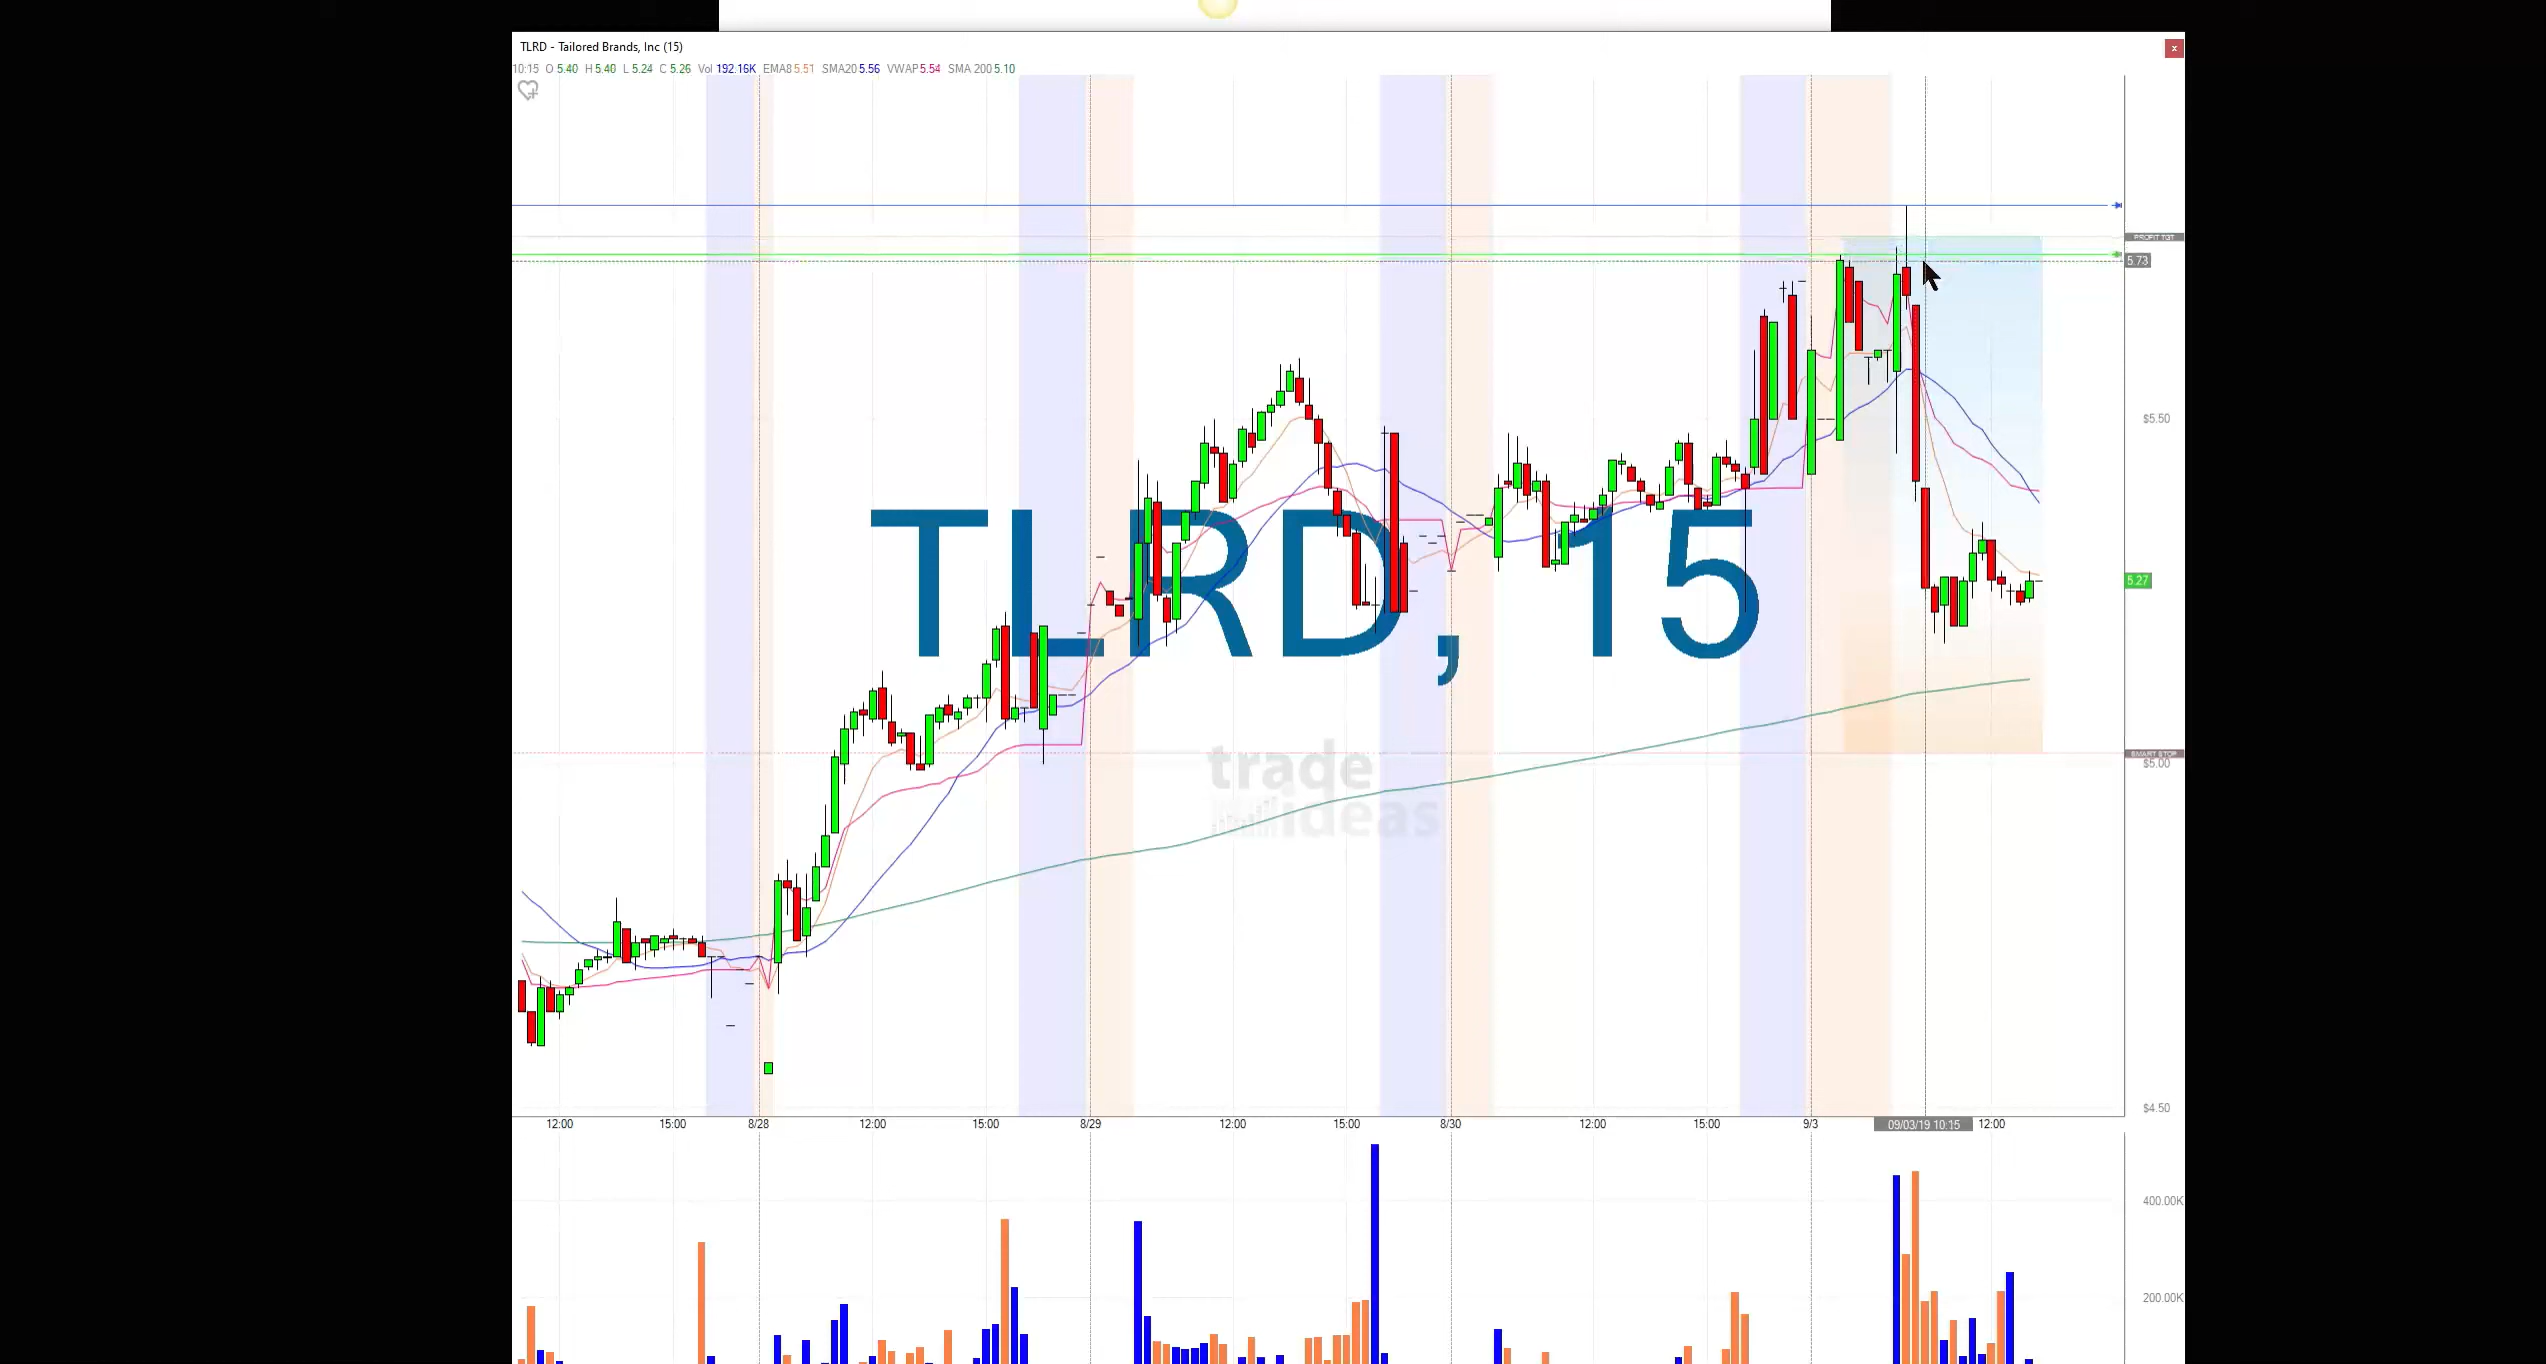 TLRD - Tailored Brands, Inc (15)
x
10:15 O 5.40 H 5.40 L 5.24 C 5.26 Vol 192.16K EMA8 5.51 SMA20 5.56 VWAP 5.54 SMA 200 5.10
PROFIT TGT
5.73
$5.50
TLRD, 15
5.27
SMART STOP
$5.00
trade
ideas
$4.50
12:00 15:00 8/28 12:00 15:00 8/29 12:00 15:00 8/30 12:00 15:00 9/3 09/03/19 10:15 12:00
400.00K
200.00K